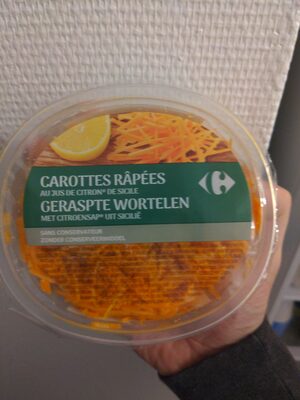 CAROTTES RÂPÉES
AU JUS DE CITRON* DE SICILE
GERASPTE WORTELEN
MET CITROENSAP* UIT SICILIË
SANS CONSERVATEUR
ZONDER CONSERVEERMIDDEL